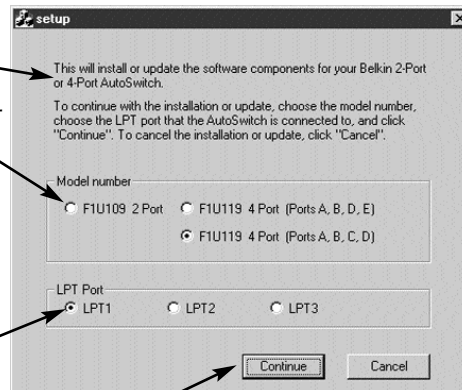 setup
This will install or update the software components for your Belkin 2-Port
or 4-Port AutoSwitch.
To continue with the installation or update, choose the model number,
choose the LPT port that the AutoSwitch is connected to, and click
"Continue". To cancel the installation or update, click "Cancel".
Model number
F1U109 2 Port
F1U119 4 Port (Ports A, B, D, E)
F1U119 4 Port (Ports A, B, C, D)
LPT Port
LPT1 LPT2 LPT3
Continue Cancel